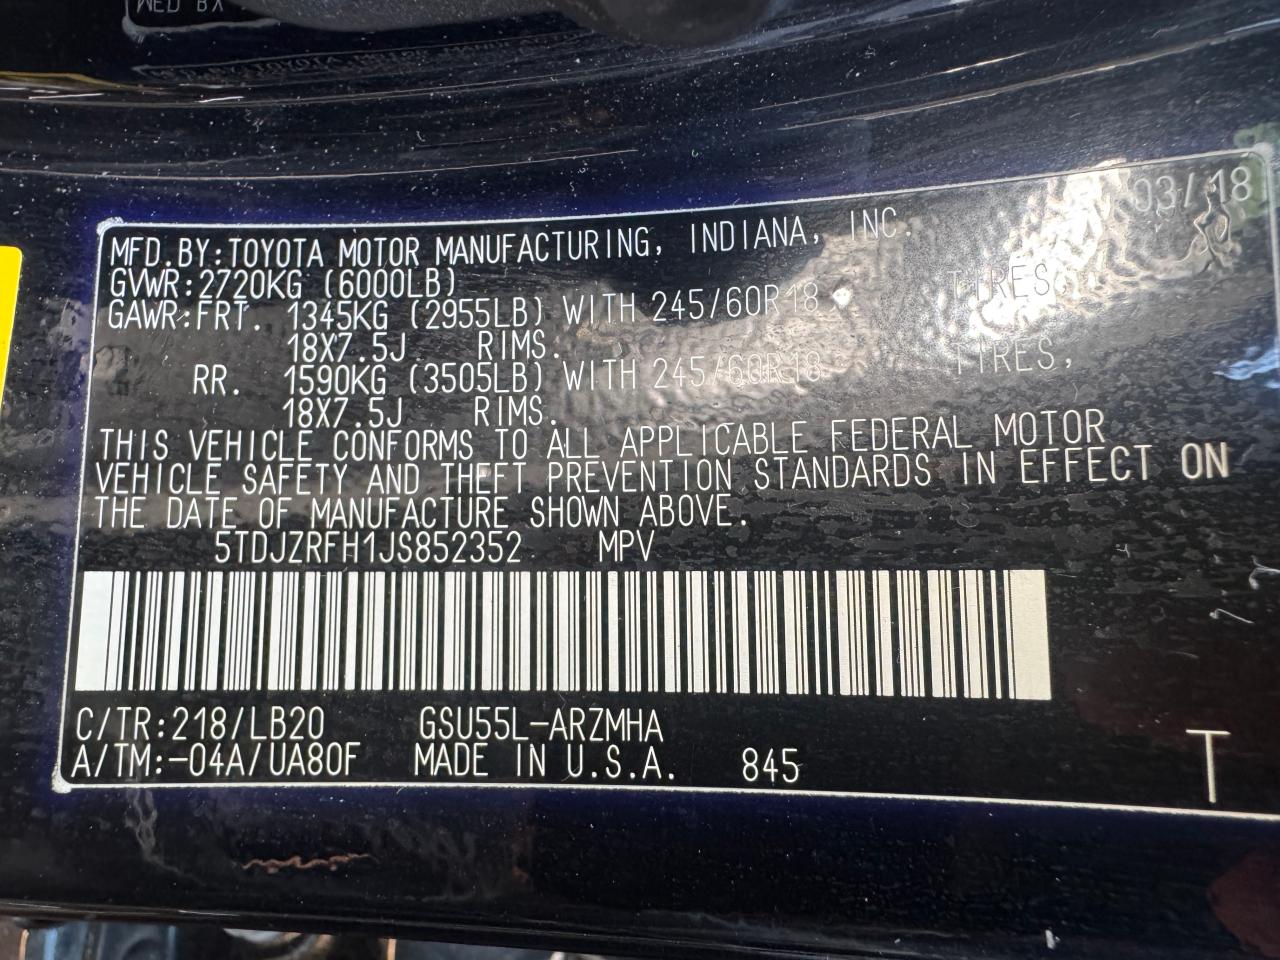 WED BY
03/18
MFD.BY:TOYOTA MOTOR MANUFACTURING, INDIANA, INC.
GVWR:2720KG (6000LB)
GAWR:FRT. 1345KG (2955LB) WITH 245/60R18 TIRES,
18X7.5J RIMS.
RR. 1590KG (3505LB) WITH 245/60R18 TIRES,
18X7.5J RIMS.
THIS VEHICLE CONFORMS TO ALL APPLICABLE FEDERAL MOTOR
VEHICLE SAFETY AND THEFT PREVENTION STANDARDS IN EFFECT ON
THE DATE OF MANUFACTURE SHOWN ABOVE.
5TDJZRFH1JS852352 MPV
C/TR:218/LB20 GSU55L-ARZMHA
A/TM:-04A/UA80F MADE IN U.S.A. 845
T